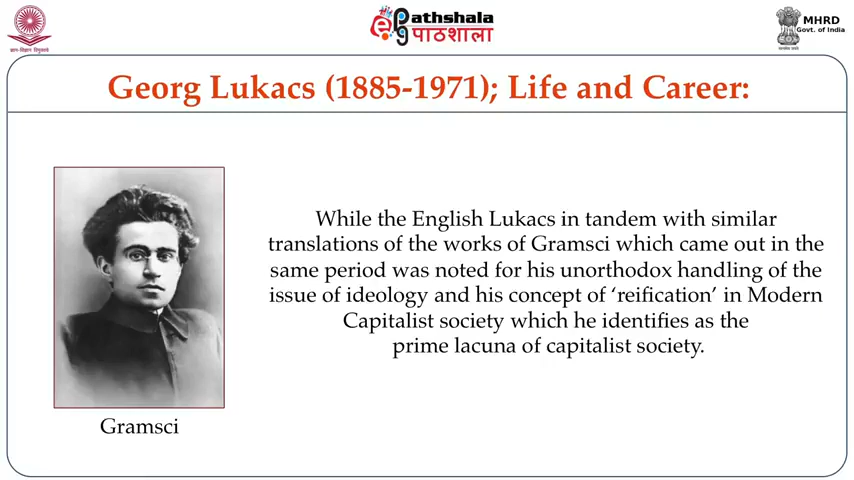 ज्ञान-विज्ञान विमुक्तये
ePathshala
पाठशाला
MHRD
Govt. of India
Georg Lukacs (1885-1971); Life and Career:
While the English Lukacs in tandem with similar
translations of the works of Gramsci which came out in the
same period was noted for his unorthodox handling of the
issue of ideology and his concept of ‘reification’ in Modern
Capitalist society which he identifies as the
prime lacuna of capitalist society.
Gramsci